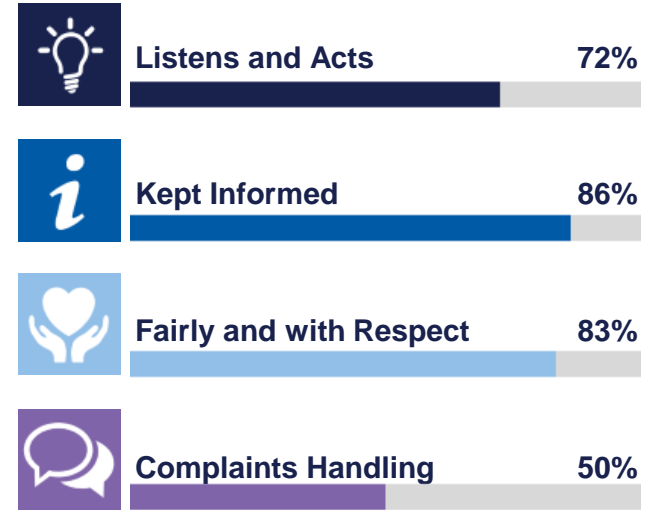 Listens and Acts 72%
Kept Informed 86%
Fairly and with Respect 83%
Complaints Handling 50%